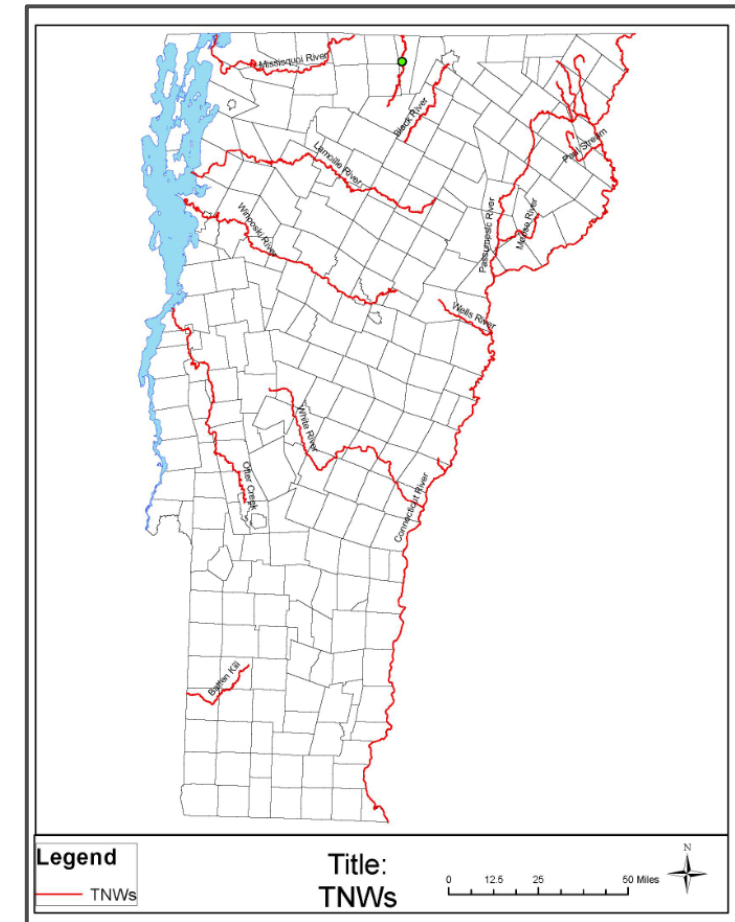 Missisquoi River
Black River
Lamoille River
Paul Stream
Winooski River
Passumpsic River
Moose River
Wells River
White River
Otter Creek
Connecticut River
Batten Kill
Legend
TNWs
Title:
TNWs
0 12.5 25 50 Miles
N